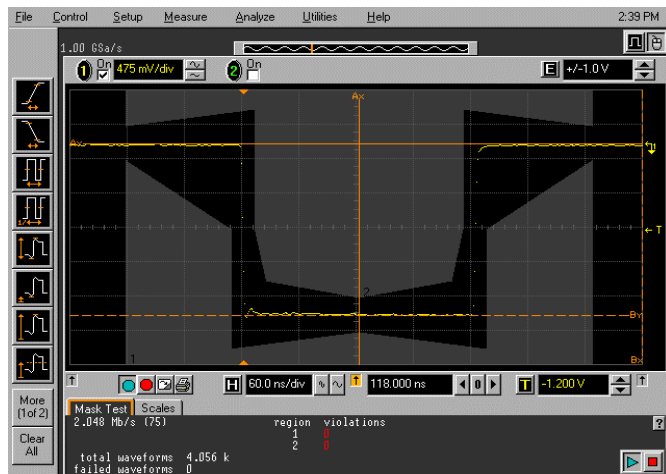 File Control Setup Measure Analyze Utilities Help 2:39 PM
1.00 GSa/s
1 On 475 mV/div 2 On E +/-1.0 V
Ax
Ay
T
2
By
1
Bx
H 60.0 ns/div 118.000 ns 0 T -1.200 V
More
(1of 2)
Clear
All
Mask Test Scales
2.048 Mb/s (75) region violations ?
1 0
2 0
total waveforms 4.056 k
failed waveforms 0